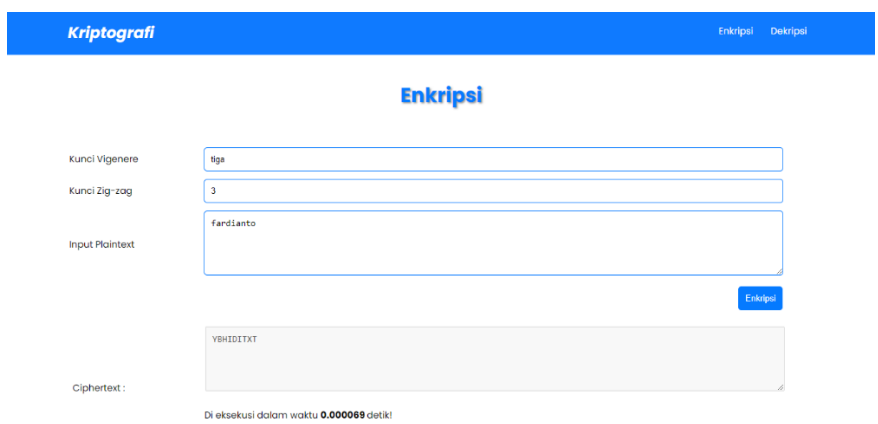 Kriptografi
Enkripsi Dekripsi
Enkripsi
Kunci Vigenere tiga
Kunci Zig-zag 3
Input Plaintext fardianto
Enkripsi
Ciphertext : YBHIDITXT
Di eksekusi dalam waktu 0.000069 detik!